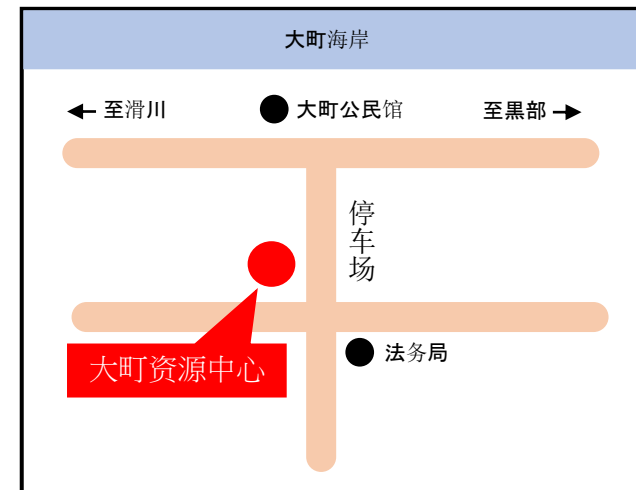 大町海岸
至滑川
大町公民馆
至黒部
停车场
大町资源中心
法务局